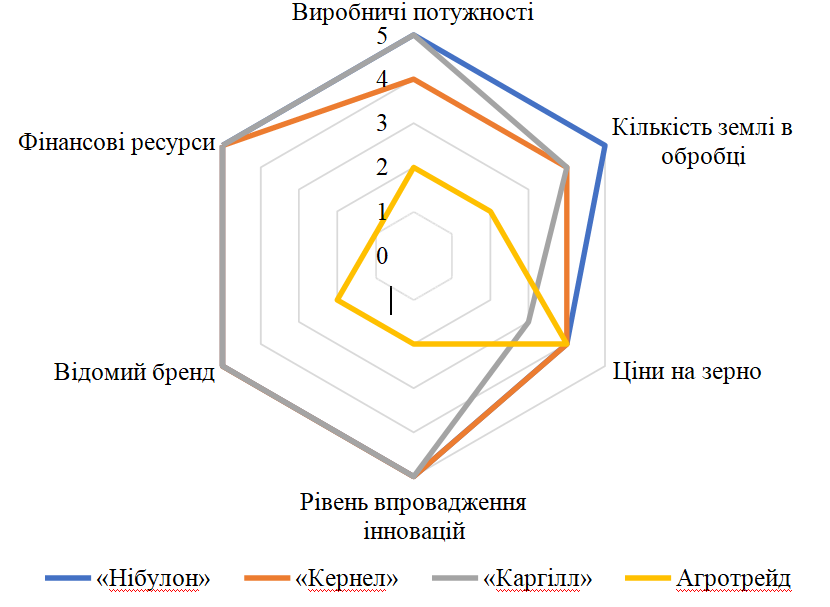 Виробничі потужності
5
4
3
2
1
0
Кількість землі в
обробці
Ціни на зерно
Рівень впровадження
інновацій
Відомий бренд
Фінансові ресурси
«Нібулон» «Кернел» «Каргілл» Агротрейд